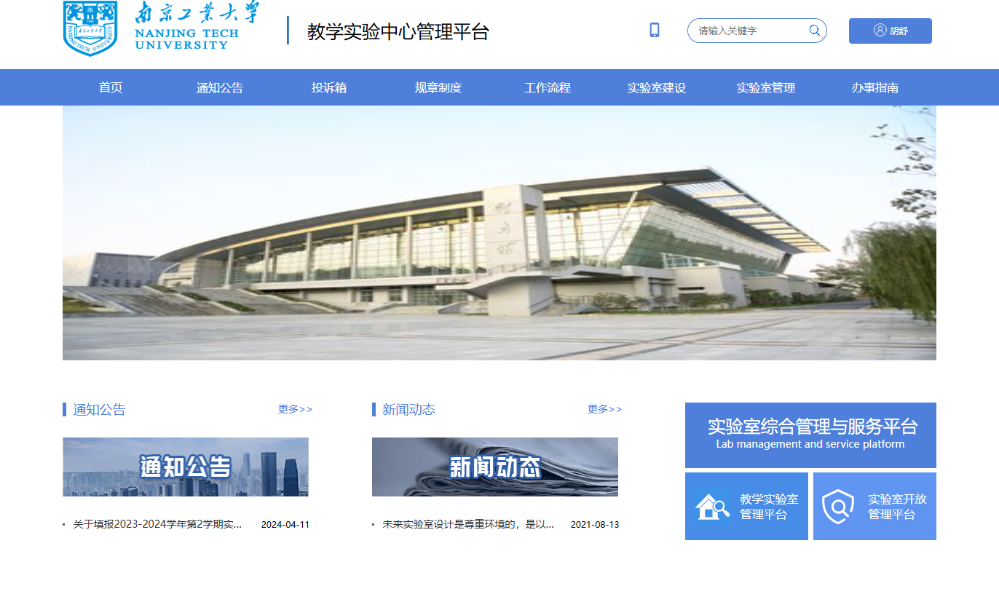 南京工业大学
NANJING TECH
UNIVERSITY
教学实验中心管理平台
请输入关键字
胡舒
首页 通知公告 投诉箱 规章制度 工作流程 实验室建设 实验室管理 办事指南
通知公告 更多>>
通知公告
关于填报2023-2024学年第2学期实... 2024-04-11
新闻动态 更多>>
新闻动态
未来实验室设计是尊重环境的，是以... 2021-08-13
实验室综合管理与服务平台
Lab management and service platform
教学实验室
管理平台
实验室开放
管理平台